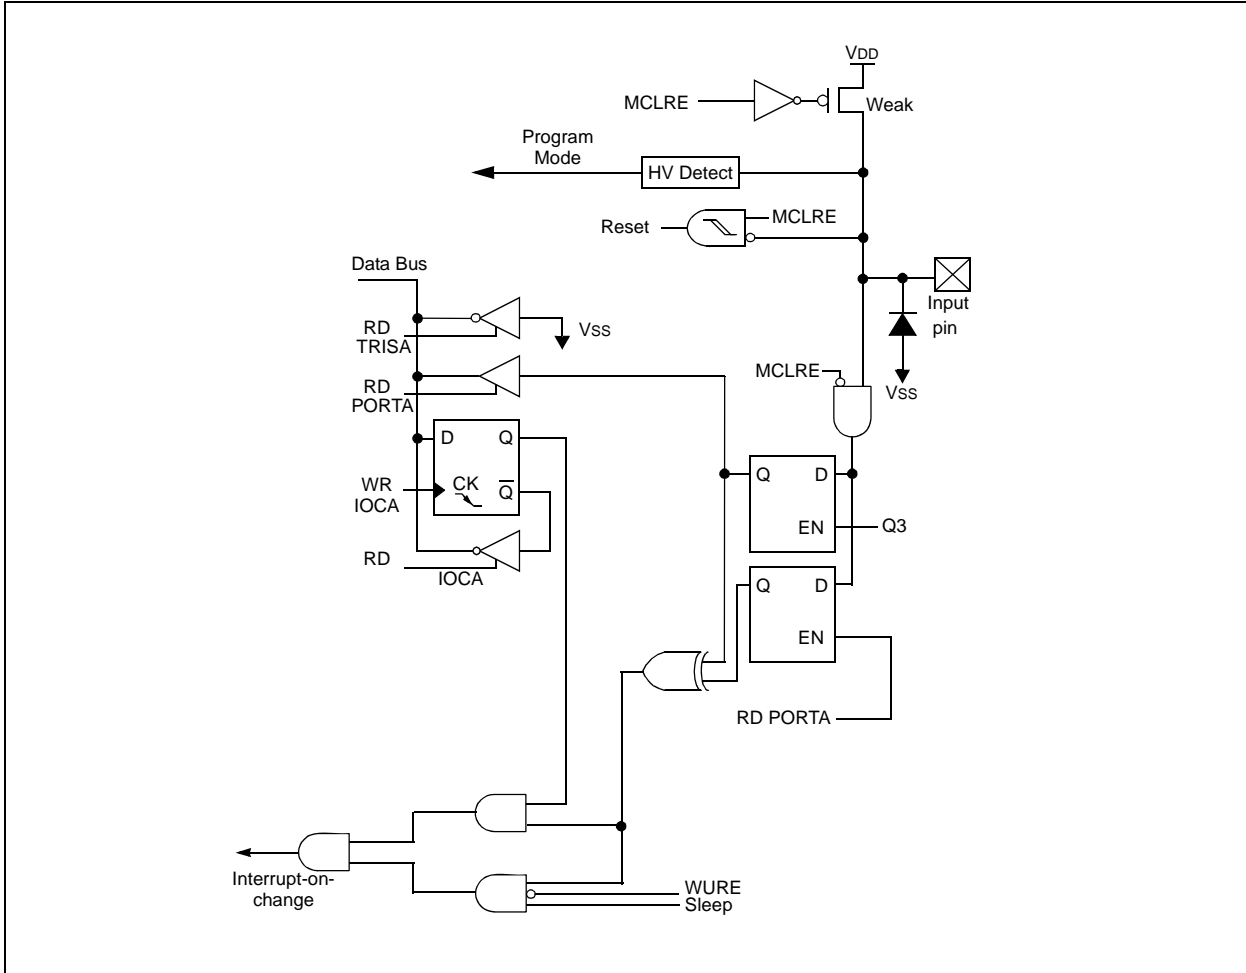 VDD
MCLRE
Weak
Program
Mode
HV Detect
MCLRE
Reset
Data Bus
Input
pin
RD
TRISA
VSS
MCLRE
VSS
RD
PORTA
D Q
CK
Q
WR
IOCA
Q D
EN
Q3
RD
IOCA
Q D
EN
RD PORTA
Interrupt-on-
change
WURE
Sleep